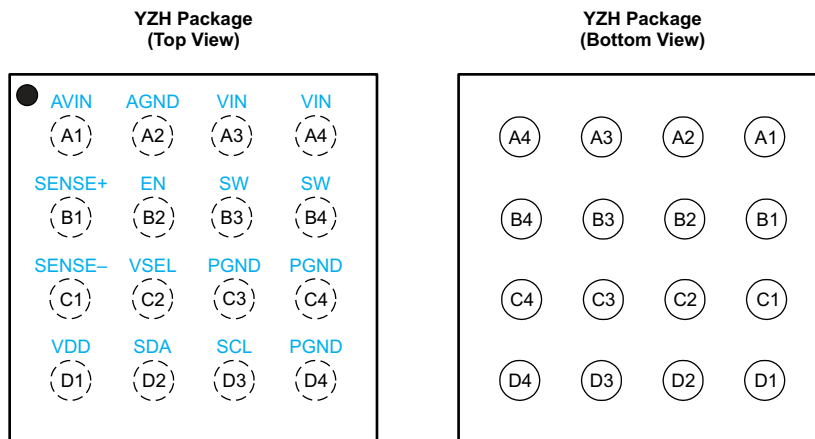 YZH Package
(Top View)
YZH Package
(Bottom View)
AVIN AGND VIN VIN
A1 A2 A3 A4
SENSE+ EN SW SW
B1 B2 B3 B4
SENSE– VSEL PGND PGND
C1 C2 C3 C4
VDD SDA SCL PGND
D1 D2 D3 D4
A4 A3 A2 A1
B4 B3 B2 B1
C4 C3 C2 C1
D4 D3 D2 D1